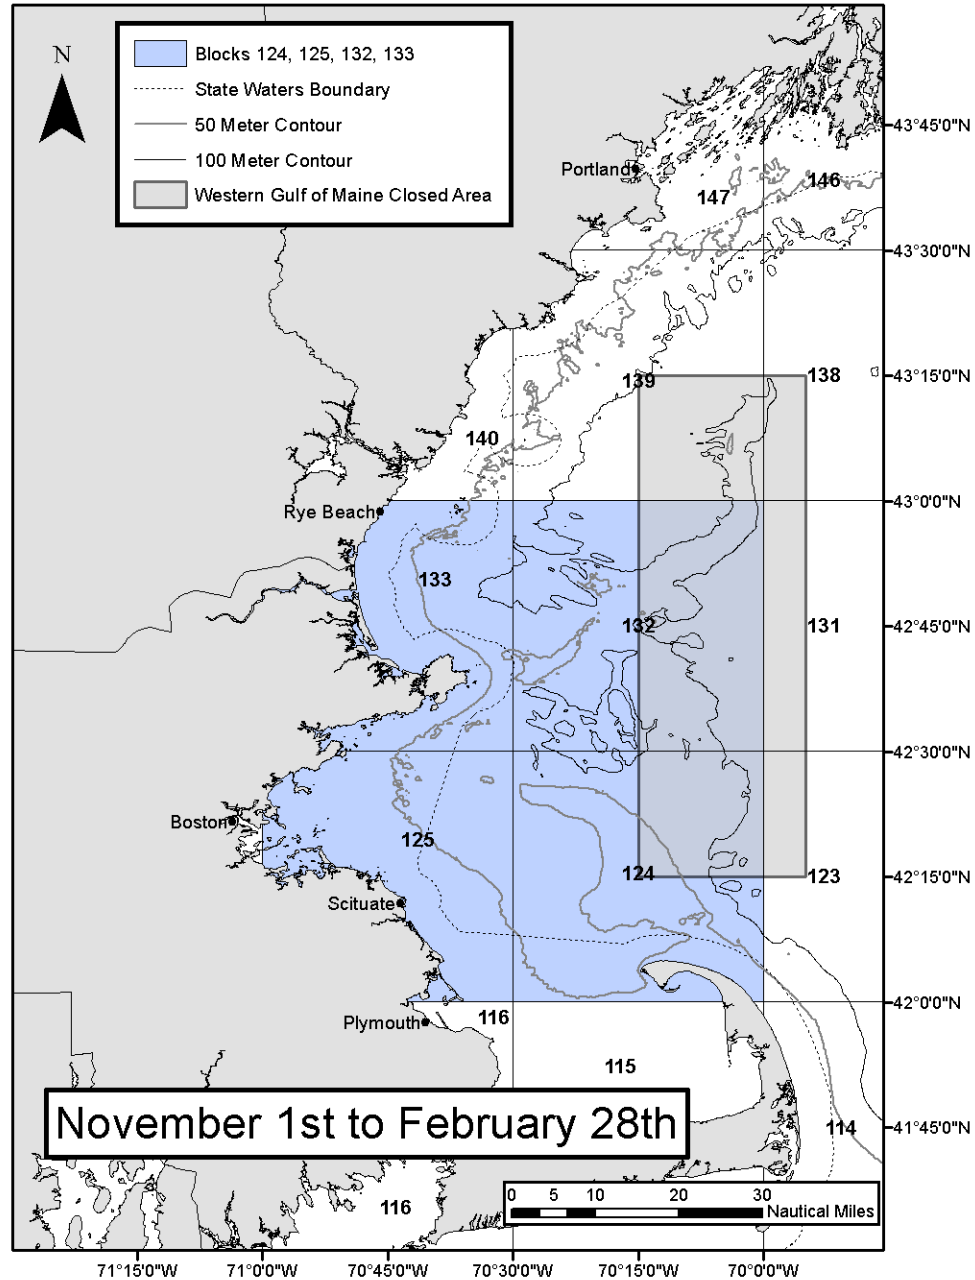 N
Blocks 124, 125, 132, 133
State Waters Boundary
50 Meter Contour
100 Meter Contour
Western Gulf of Maine Closed Area
43°45'0"N
Portland
146
147
43°30'0"N
139
138
43°15'0"N
140
Rye Beach
43°0'0"N
133
132
131
42°45'0"N
42°30'0"N
Boston
125
124
123
42°15'0"N
Scituate
42°0'0"N
Plymouth
116
115
November 1st to February 28th
114
41°45'0"N
116
0 5 10 20 30
Nautical Miles
71°15'0"W 71°0'0"W 70°45'0"W 70°30'0"W 70°15'0"W 70°0'0"W